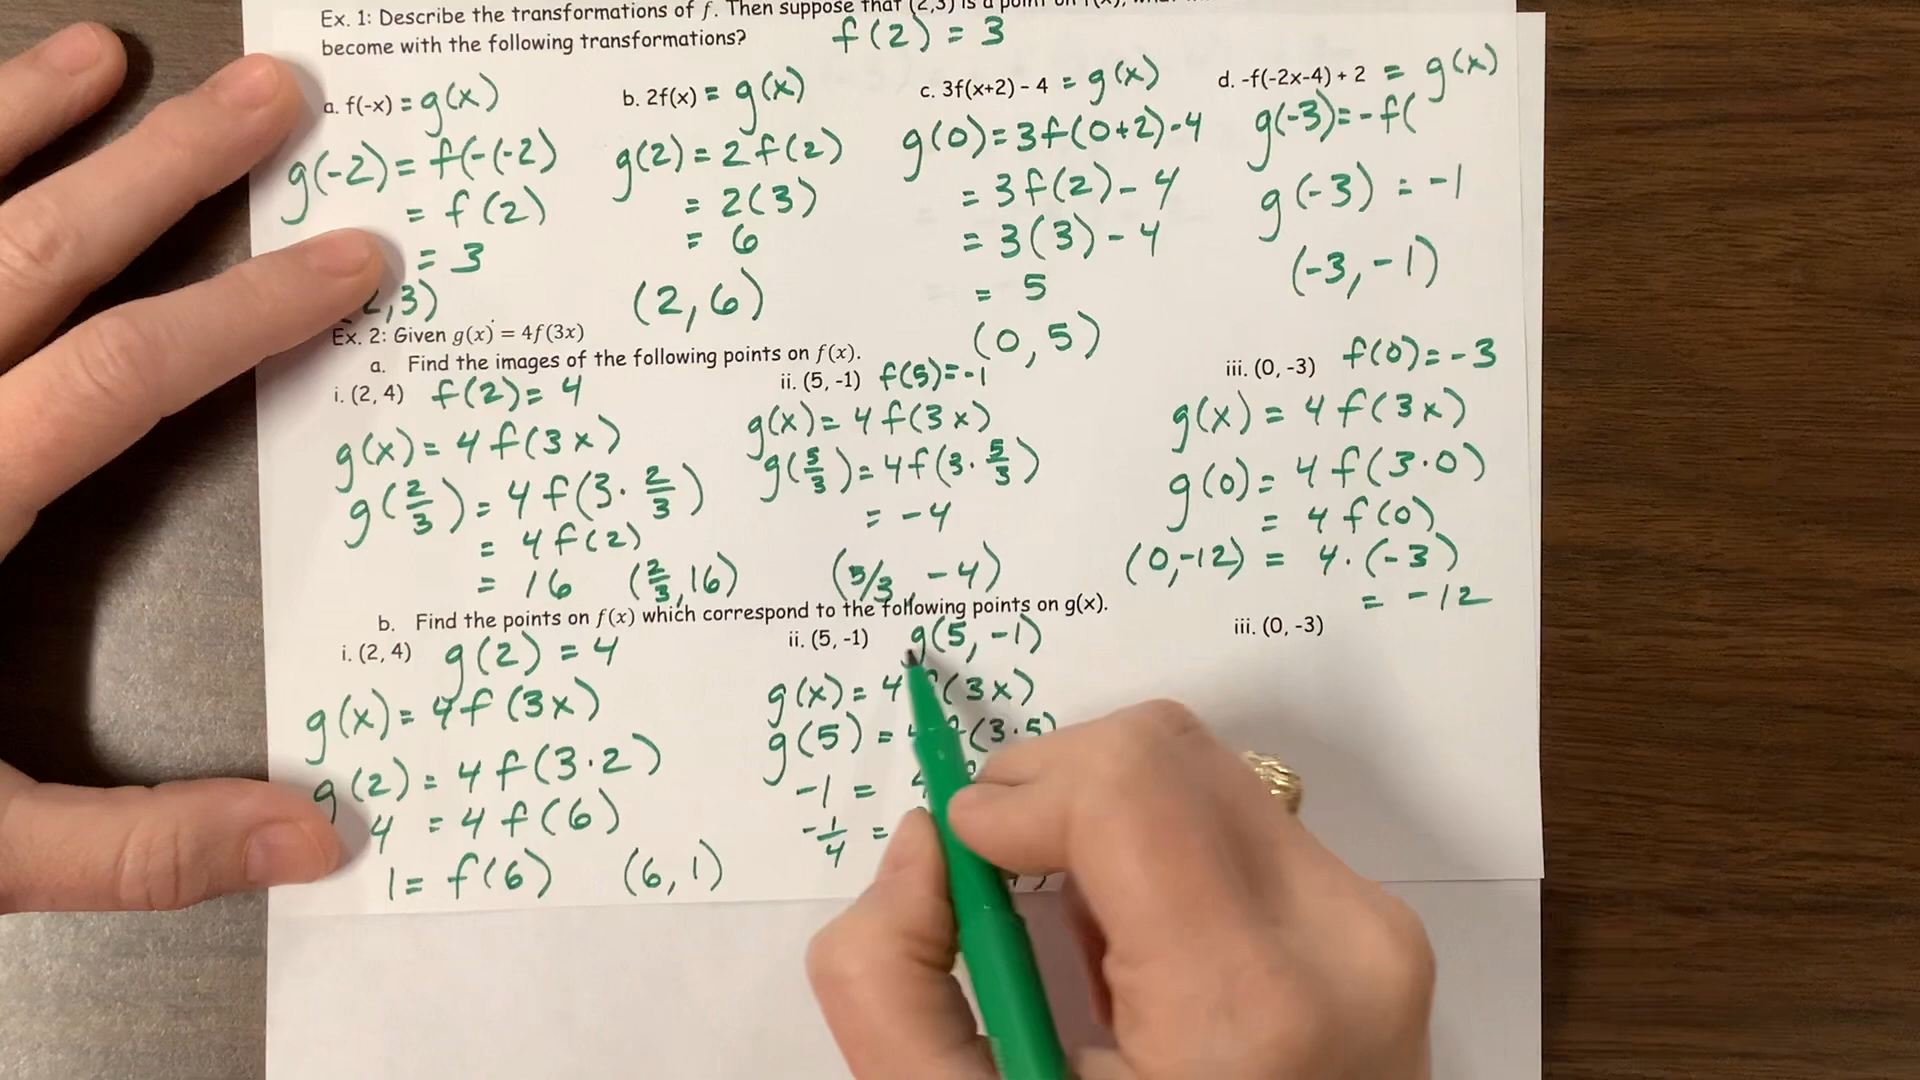 Ex. 1: Describe the transformations of f. Then suppose that (2,3) is a point on f(x),
become with the following transformations? f(2) = 3
a. f(-x) = g(x)
g(-2) = f(-(-2)
= f(2)
= 3
2,3)
b. 2f(x) = g(x)
g(2) = 2f(2)
= 2(3)
= 6
(2,6)
c. 3f(x+2) - 4 = g(x)
g(0) = 3f(0+2)-4
= 3f(2) - 4
= 3(3) - 4
= 5
(0,5)
d. -f(-2x-4) + 2 = g(x)
g(-3) = -f(
g(-3) = -1
(-3,-1)
Ex. 2: Given g(x) = 4f(3x)
a. Find the images of the following points on f(x).
i. (2, 4) f(2) = 4
g(x) = 4f(3x)
g(2/3) = 4f(3·2/3)
= 4f(2)
= 16 (2/3,16)
ii. (5, -1) f(5)=-1
g(x) = 4f(3x)
g(5/3) = 4f(3·5/3)
= -4
(5/3, -4)
iii. (0, -3) f(0) = -3
g(x) = 4f(3x)
g(0) = 4f(3·0)
= 4f(0)
(0,-12) = 4·(-3)
= -12
b. Find the points on f(x) which correspond to the following points on g(x).
i. (2, 4) g(2) = 4
g(x) = 4f(3x)
g(2) = 4f(3·2)
4 = 4f(6)
1 = f(6) (6,1)
ii. (5, -1) g(5, -1)
g(x) = 4f(3x)
g(5) = 4f(3·5)
-1 = 4
-1/4 =
iii. (0, -3)